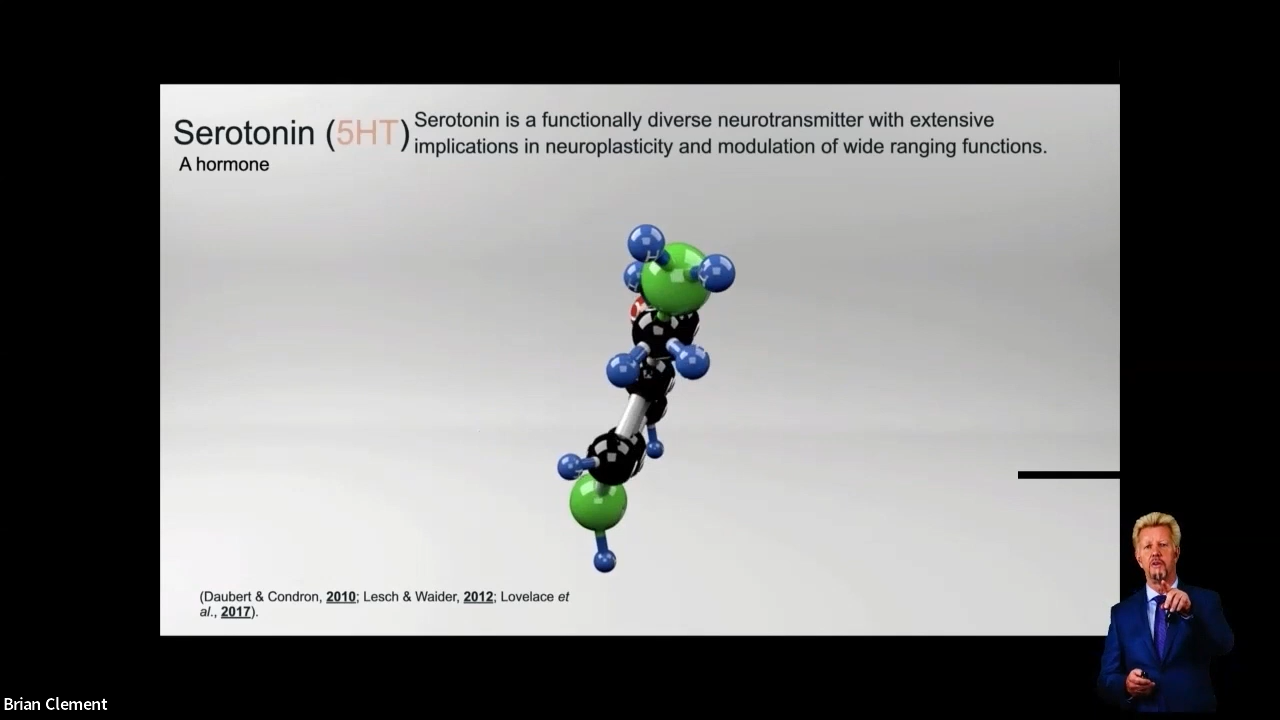 Serotonin (5HT)
A hormone
Serotonin is a functionally diverse neurotransmitter with extensive
implications in neuroplasticity and modulation of wide ranging functions.
H
(Daubert & Condron, 2010; Lesch & Waider, 2012; Lovelace et
al., 2017).
Brian Clement